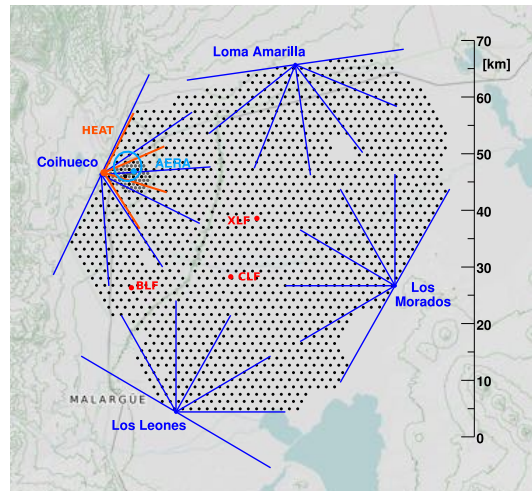 Loma Amarilla
70
[km]
60
HEAT
Coihueco
AERA
50
XLF
40
CLF
30
BLF
Los
Morados
20
MALARGÜE
10
Los Leones
0